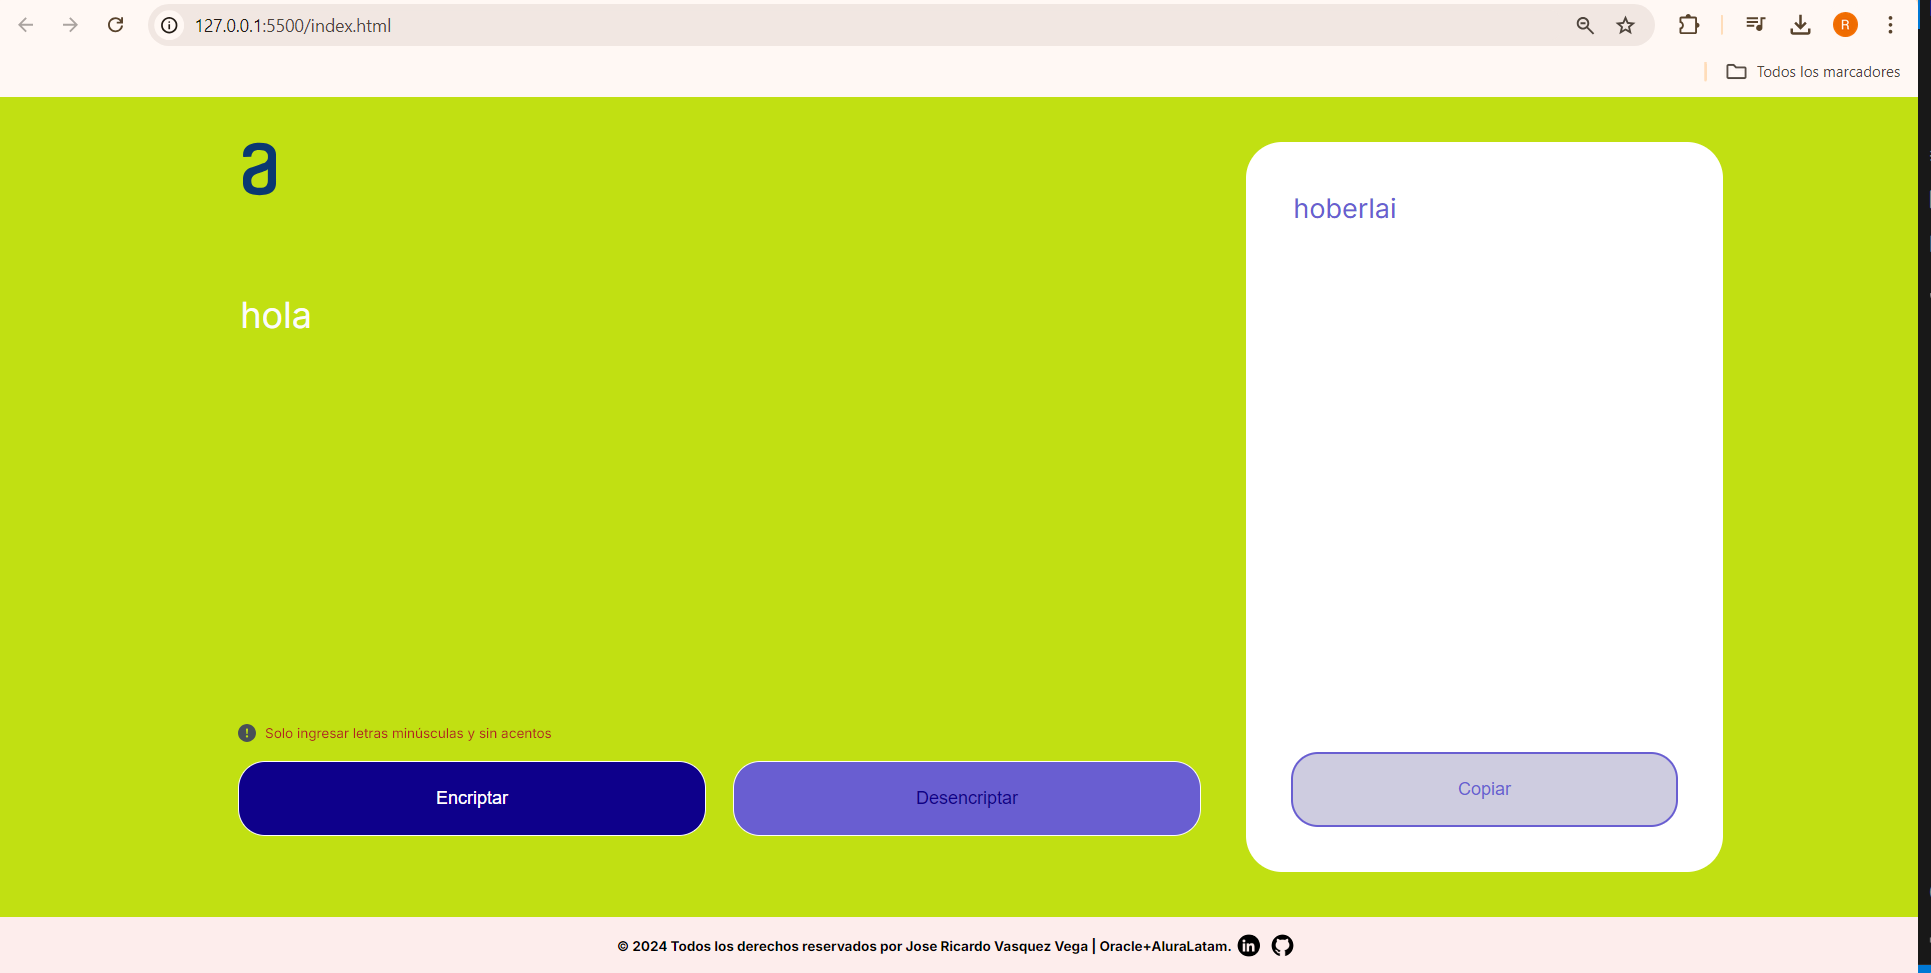 127.0.0.1:5500/index.html
R
Todos los marcadores
a
hoberlai
hola
Solo ingresar letras minúsculas y sin acentos
Encriptar
Desencriptar
Copiar
© 2024 Todos los derechos reservados por Jose Ricardo Vasquez Vega | Oracle+AluraLatam.
in